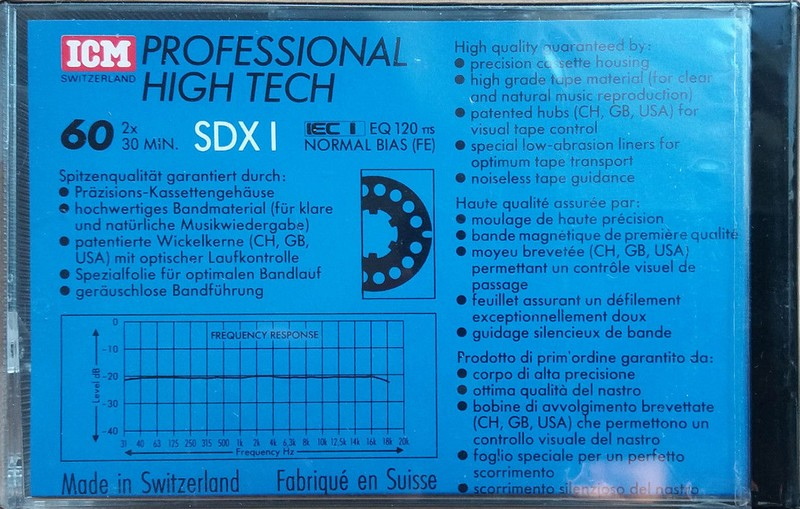 ICM
SWITZERLAND
PROFESSIONAL
HIGH TECH
60 2x
30 MIN.
SDX I
IEC I EQ 120 ms
NORMAL BIAS (FE)
Spitzenqualität garantiert durch:
● Präzisions-Kassettengehäuse
● hochwertiges Bandmaterial (für klare
und natürliche Musikwiedergabe)
● patentierte Wickelkerne (CH, GB,
USA) mit optischer Laufkontrolle
● Spezialfolie für optimalen Bandlauf
● geräuschlose Bandführung
FREQUENCY RESPONSE
Level dB
0
-10
-20
-30
-40
31 40 63 125 250 315 500 1k 2k 4k 6,3k 8k 10k 12,5k 14k 16k 18k 20k
Frequency Hz
Made in Switzerland Fabriqué en Suisse
High quality guaranteed by:
● precision cassette housing
● high grade tape material (for clear
and natural music reproduction)
● patented hubs (CH, GB, USA) for
visual tape control
● special low-abrasion liners for
optimum tape transport
● noiseless tape guidance
Haute qualité assurée par:
● moulage de haute précision
● bande magnétique de première qualité
● moyeu brevetée (CH, GB, USA)
permettant un contrôle visuel de
passage
● feuillet assurant un défilement
exceptionnellement doux
● guidage silencieux de bande
Prodotto di prim'ordine garantito da:
● corpo di alta precisione
● ottima qualità del nastro
● bobine di avvolgimento brevettate
(CH, GB, USA) che permettono un
controllo visuale del nastro
● foglio speciale per un perfetto
scorrimento
● scorrimento silenzioso del nastro